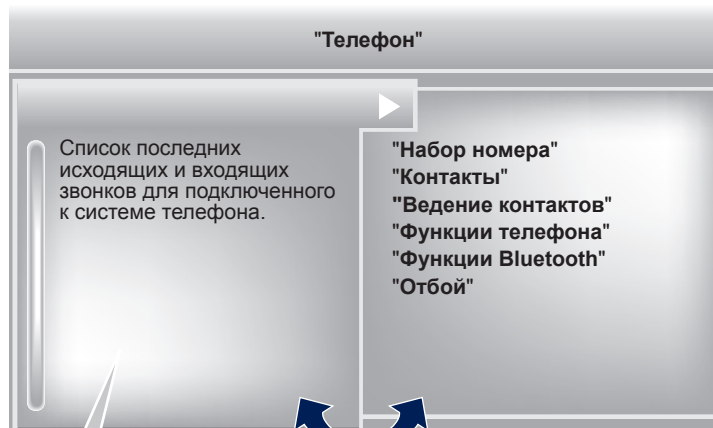 "Телефон"
Список последних
исходящих и входящих
звонков для подключенного
к системе телефона.
"Набор номера"
"Контакты"
"Ведение контактов"
"Функции телефона"
"Функции Bluetooth"
"Отбой"